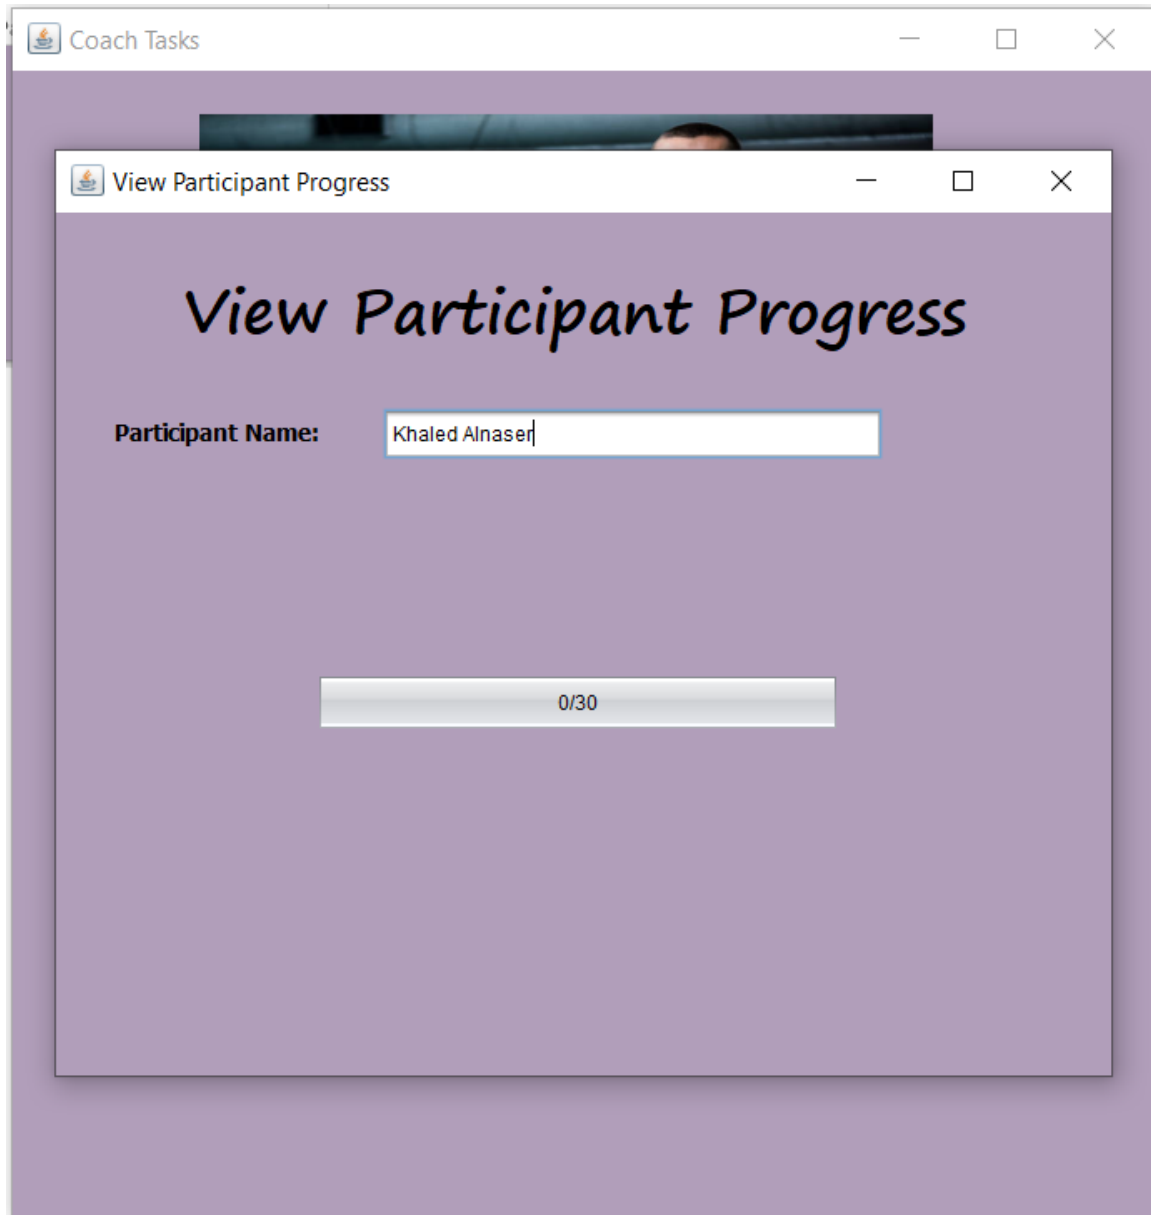 Coach Tasks
View Participant Progress
View Participant Progress
Participant Name: Khaled Alnaser
0/30